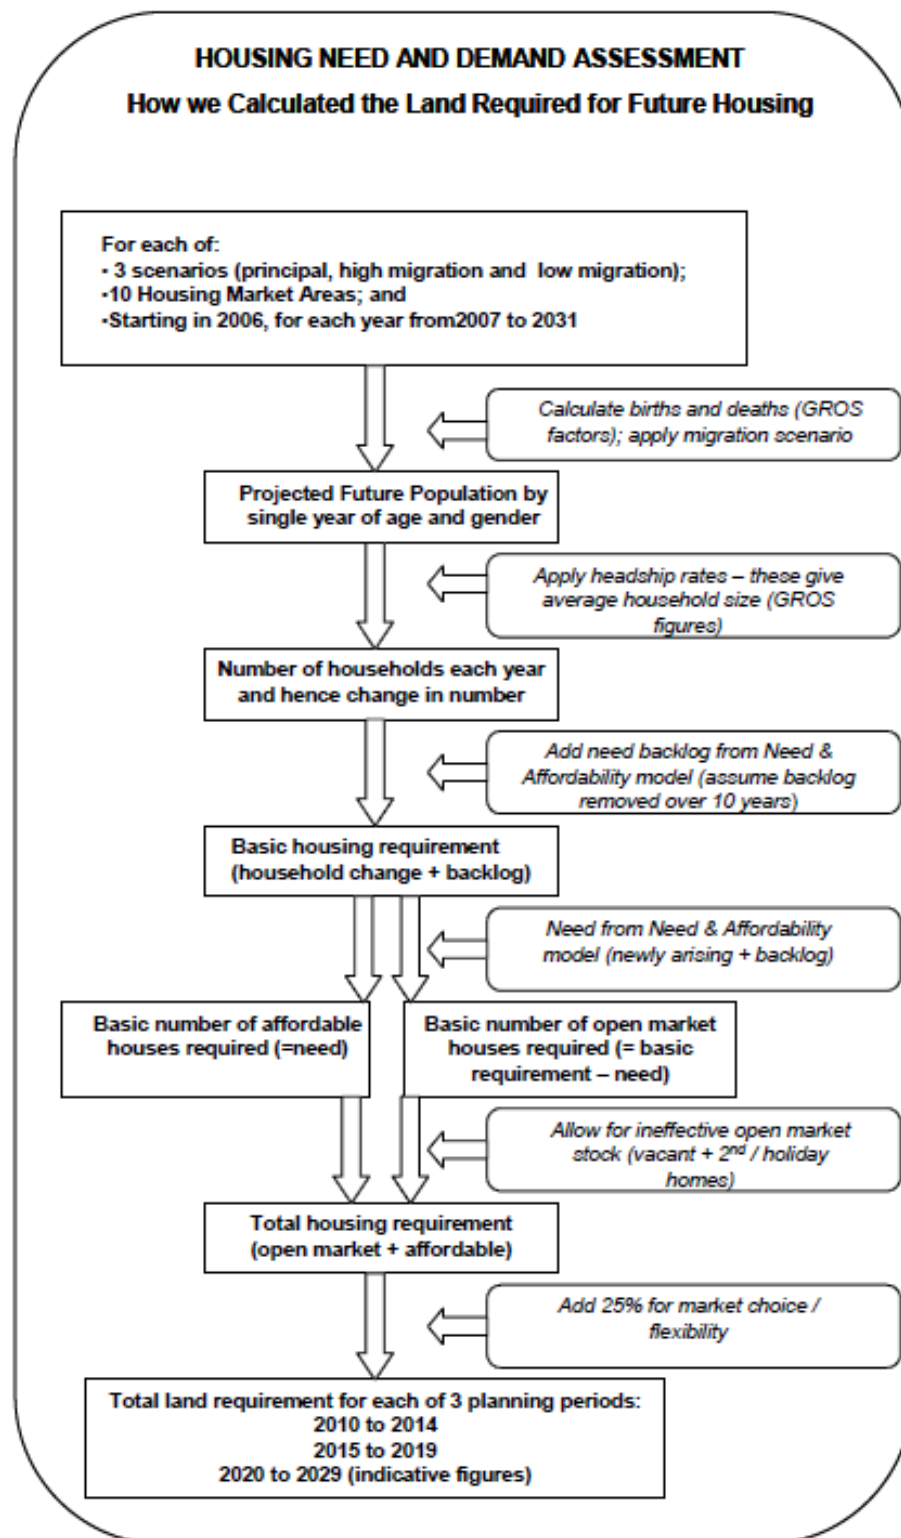 HOUSING NEED AND DEMAND ASSESSMENT
How we Calculated the Land Required for Future Housing
For each of:
• 3 scenarios (principal, high migration and low migration);
•10 Housing Market Areas; and
•Starting in 2006, for each year from2007 to 2031
Calculate births and deaths (GROS
factors); apply migration scenario
Projected Future Population by
single year of age and gender
Apply headship rates – these give
average household size (GROS
figures)
Number of households each year
and hence change in number
Add need backlog from Need &
Affordability model (assume backlog
removed over 10 years)
Basic housing requirement
(household change + backlog)
Need from Need & Affordability
model (newly arising + backlog)
Basic number of affordable
houses required (=need)
Basic number of open market
houses required (= basic
requirement – need)
Allow for ineffective open market
stock (vacant + 2nd / holiday
homes)
Total housing requirement
(open market + affordable)
Add 25% for market choice /
flexibility
Total land requirement for each of 3 planning periods:
2010 to 2014
2015 to 2019
2020 to 2029 (indicative figures)